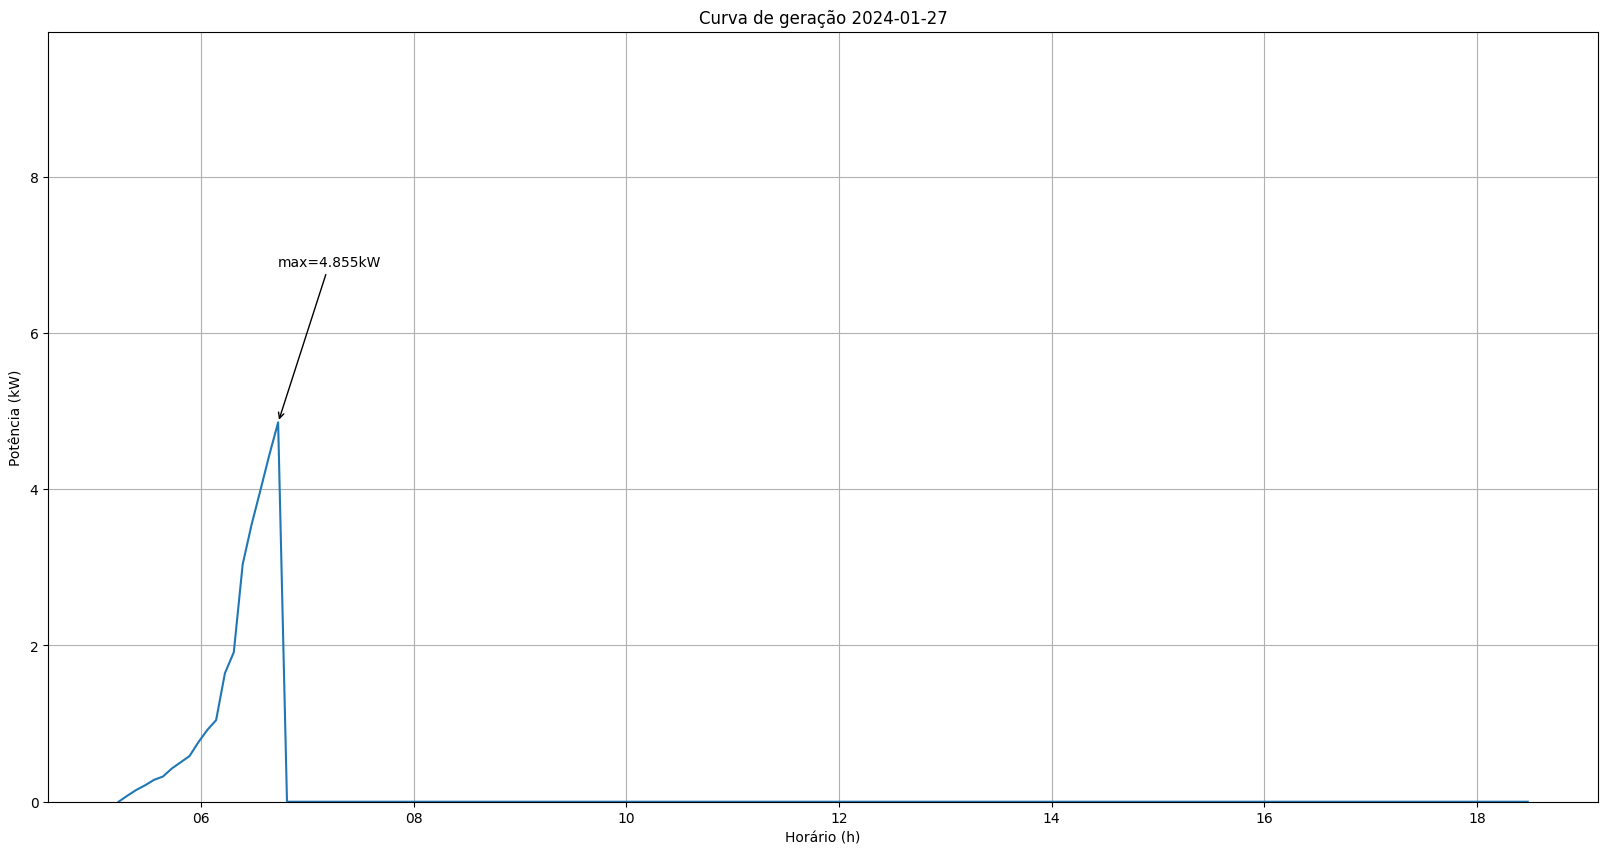 Curva de geração 2024-01-27
8
6
4
2
0
max=4.855kW
Potência (kW)
06 08 10 12 14 16 18
Horário (h)